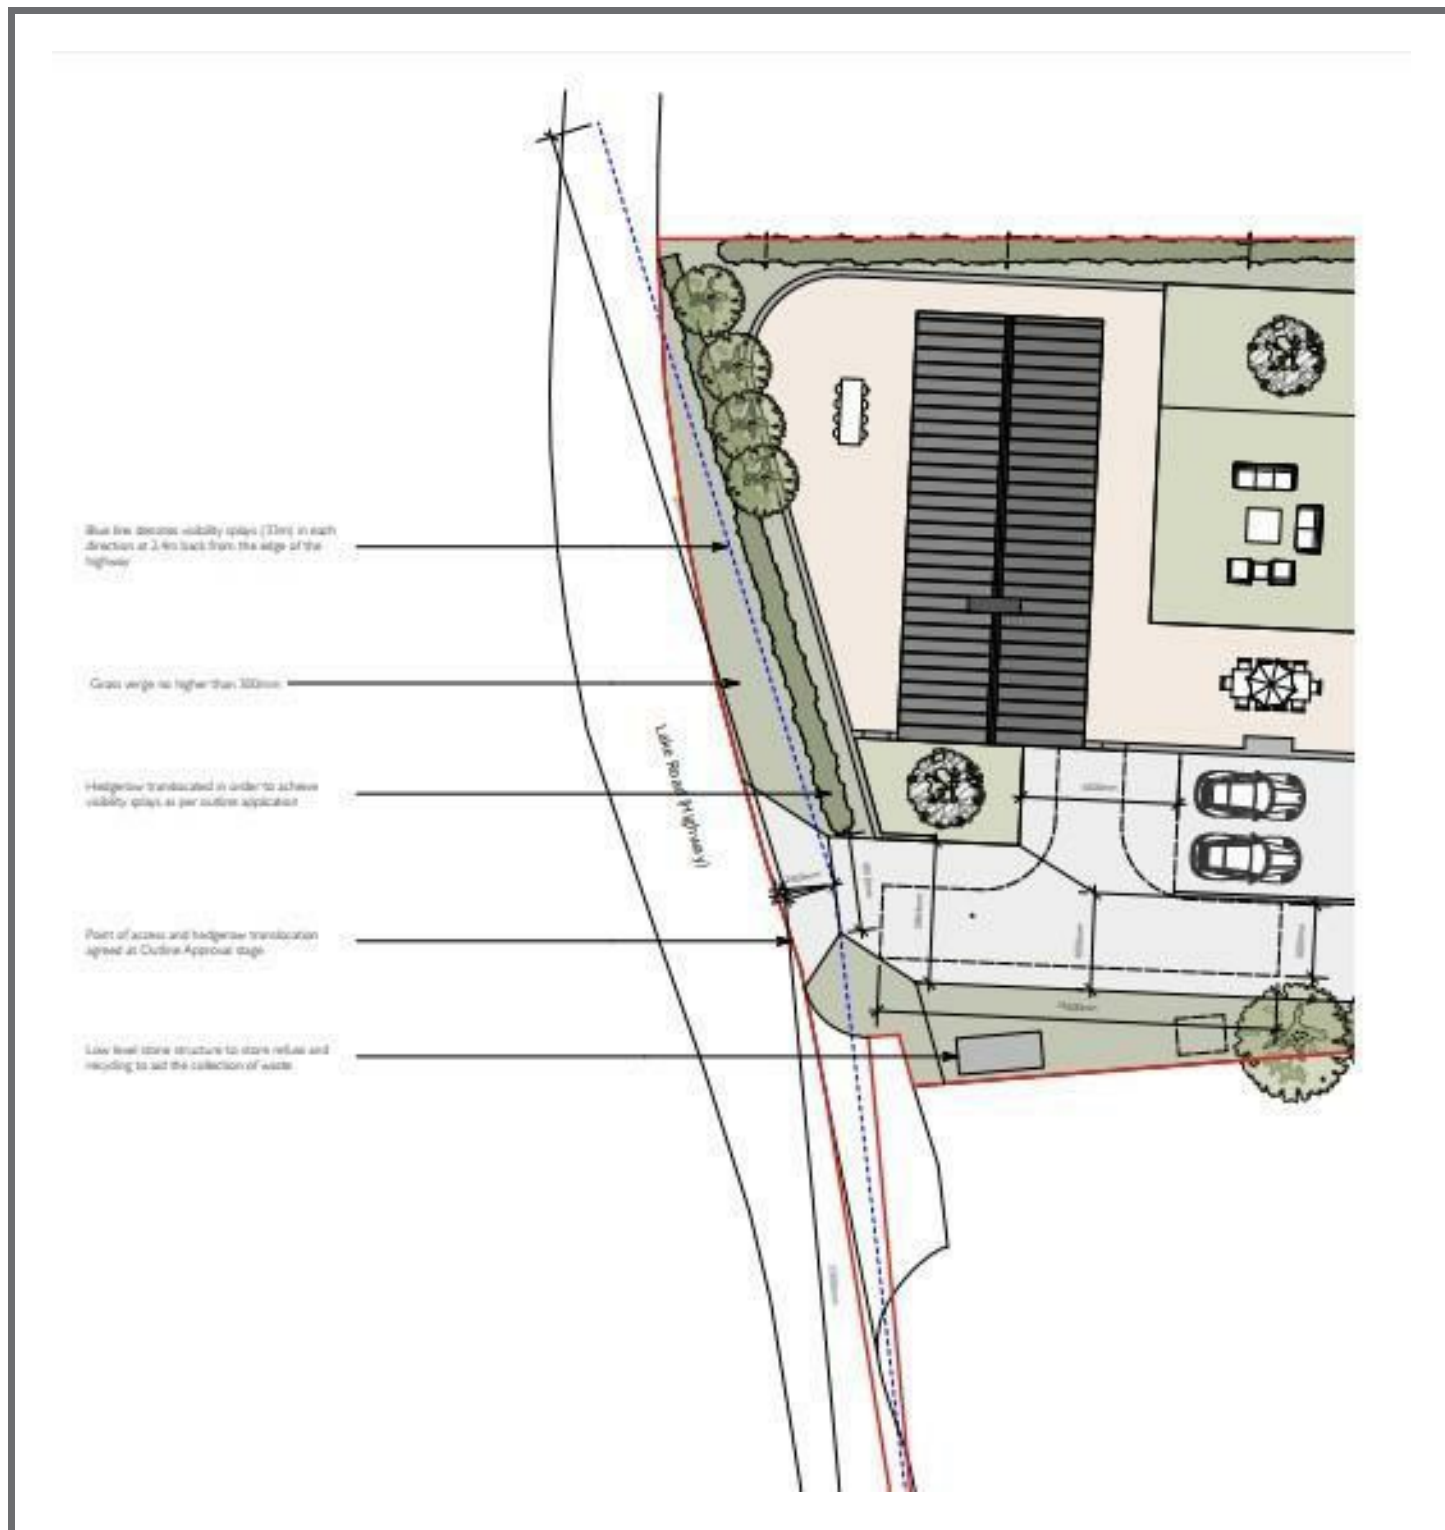 Blue line denotes visibility splays (33m) in each
direction at 2.4m back from the edge of the
highway
Grass verge no higher than 300mm
Lake Road (Highway)
Hedgerow translocated in order to achieve
visibility splays as per outline application
Point of access and hedgerow translocation
agreed at Outline Approval stage
Low level stone structure to store refuse and
recycling to aid the collection of waste